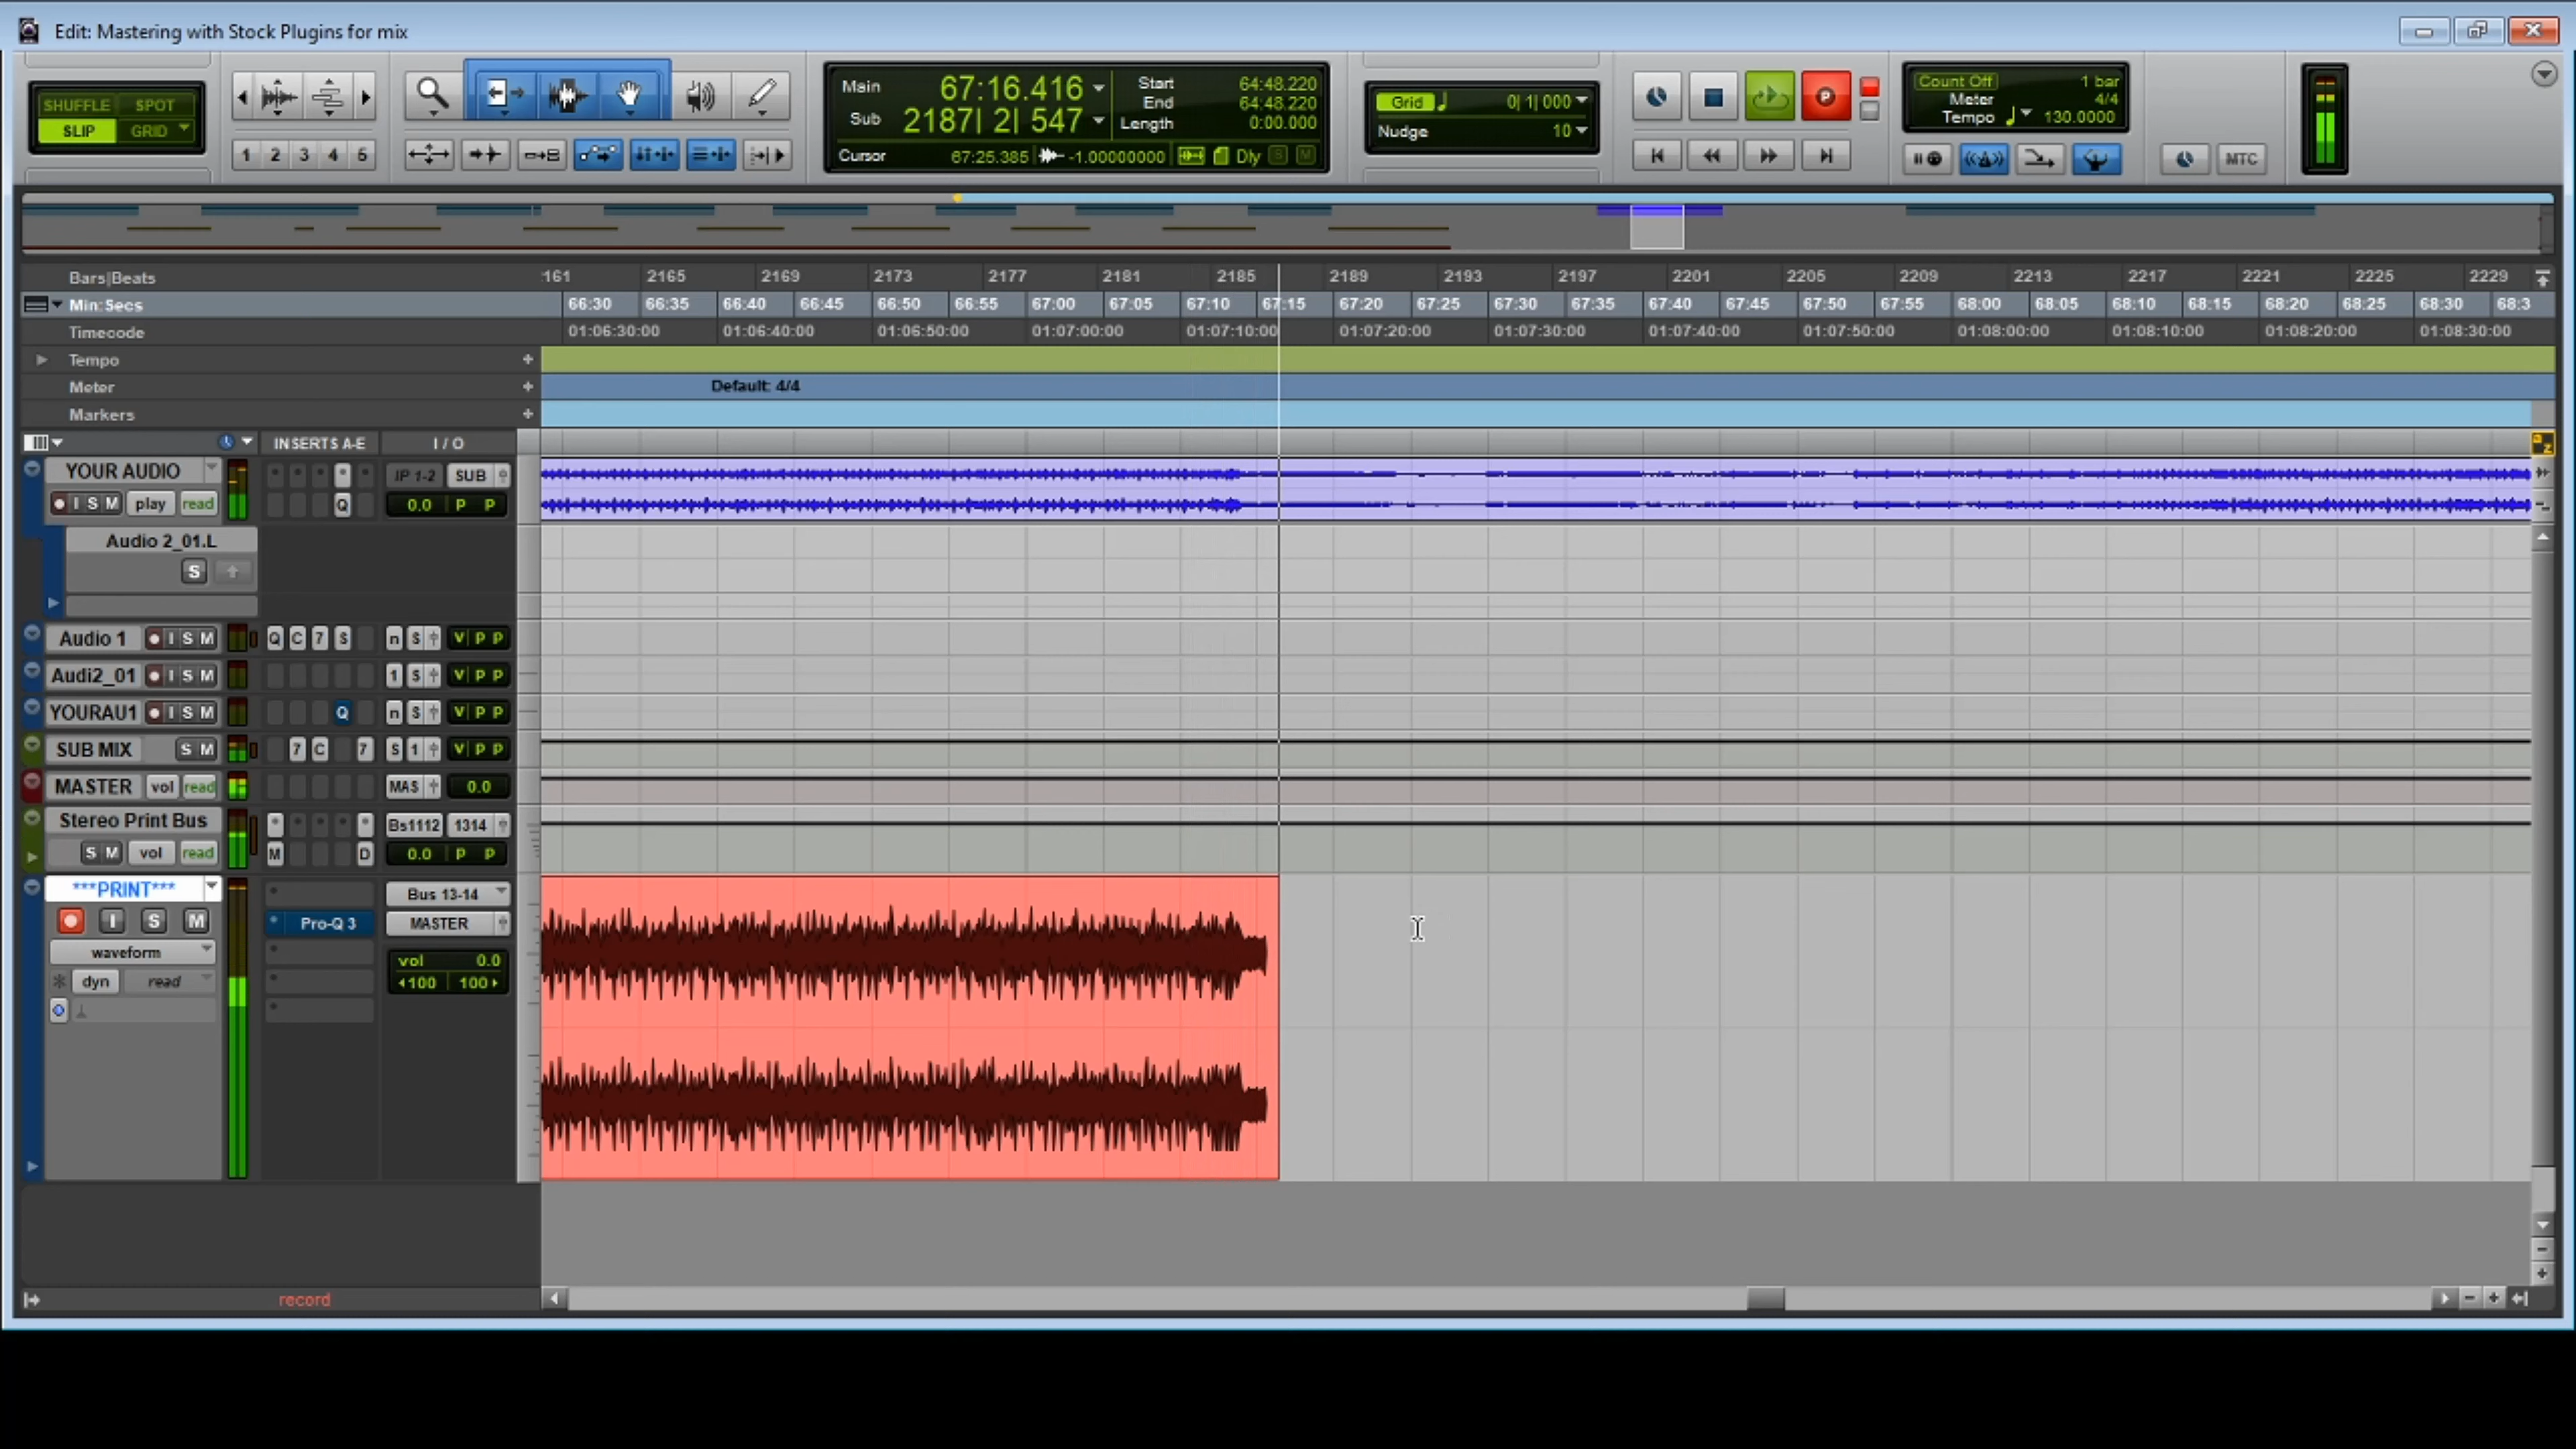 Edit: Mastering with Stock Plugins for mix
SHUFFLE SPOT
SLIP GRID
1 2 3 4 5
Main 67:16.416
Sub 2187| 2| 547
Start 64:48.220
End 64:48.220
Length 0:00.000
Cursor 67:25.385 -1.00000000 Dly S M
Grid 0| 1| 000
Nudge 10
Count Off 1 bar
Meter 4/4
Tempo 130.0000
MTC
Bars|Beats 161 2165 2169 2173 2177 2181 2185 2189 2193 2197 2201 2205 2209 2213 2217 2221 2225 2229
Min:Secs 66:30 66:35 66:40 66:45 66:50 66:55 67:00 67:05 67:10 67:15 67:20 67:25 67:30 67:35 67:40 67:45 67:50 67:55 68:00 68:05 68:10 68:15 68:20 68:25 68:30 68:3
Timecode 01:06:30:00 01:06:40:00 01:06:50:00 01:07:00:00 01:07:10:00 01:07:20:00 01:07:30:00 01:07:40:00 01:07:50:00 01:08:00:00 01:08:10:00 01:08:20:00 01:08:30:00
Tempo +
Meter + Default: 4/4
Markers +
INSERTS A-E I / O
YOUR AUDIO IP 1-2 SUB
I S M play read Q 0.0 P P
Audio 2_01.L
S
Audio 1 I S M Q C 7 S n S V P P
Audi2_01 I S M 1 S V P P
YOURAU1 I S M Q n S V P P
SUB MIX S M 7 C 7 S 1 V P P
MASTER vol read MAS 0.0
Stereo Print Bus Bs1112 1314
S M vol read M D 0.0 P P
***PRINT*** Bus 13-14
I S M Pro-Q 3 MASTER
waveform vol 0.0
dyn read 100 100
record